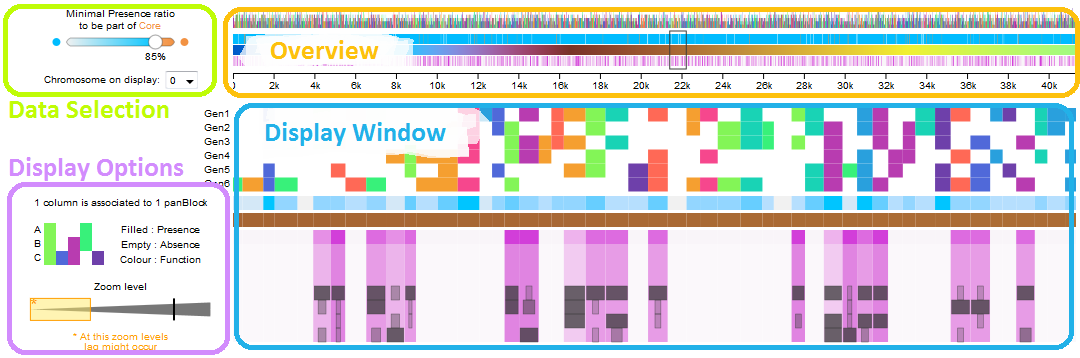 Minimal Presence ratio
to be part of Core
85%
Chromosome on display: 0
Data Selection
Overview
0 2k 4k 6k 8k 10k 12k 14k 16k 18k 20k 22k 24k 26k 28k 30k 32k 34k 36k 38k 40k
Display Window
Gen1
Gen2
Gen3
Gen4
Gen5
Gen6
Display Options
1 column is associated to 1 panBlock
A Filled : Presence
B Empty : Absence
C Colour : Function
Zoom level
*
* At this zoom levels
lag might occur